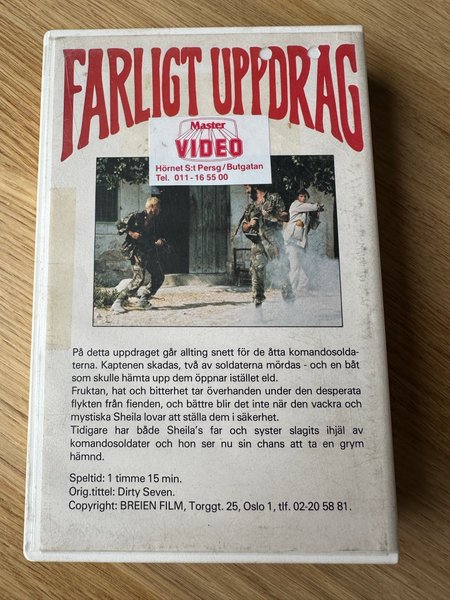 FARLIGT UPPDRAG
Master
VIDEO
Hörnet S:t Persg/Butgatan
Tel. 011-16 55 00
På detta uppdraget går allting snett för de åtta komandosolda-
terna. Kaptenen skadas, två av soldaterna mördas - och en båt
som skulle hämta upp dem öppnar istället eld.
Fruktan, hat och bitterhet tar överhanden under den desperata
flykten från fienden, och bättre blir det inte när den vackra och
mystiska Sheila lovar att ställa dem i säkerhet.
Tidigare har både Sheila's far och syster slagits ihjäl av
komandosoldater och hon ser nu sin chans att ta en grym
hämnd.
Speltid: 1 timme 15 min.
Orig.tittel: Dirty Seven.
Copyright: BREIEN FILM, Torggt. 25, Oslo 1, tlf. 02-20 58 81.